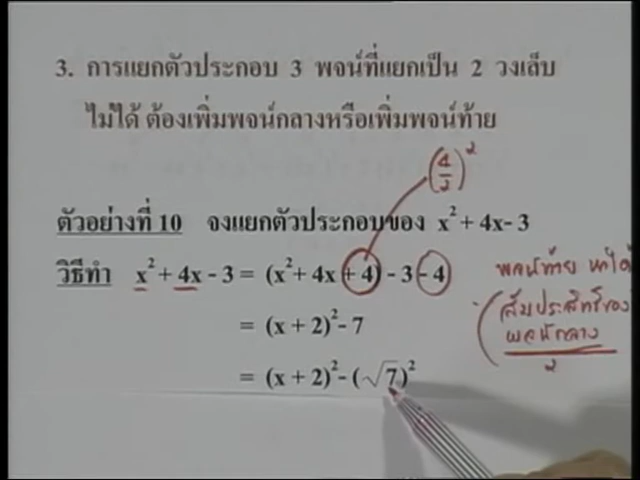 3. การแยกตัวประกอบ 3 พจน์ที่แยกเป็น 2 วงเล็บ
ไม่ได้ ต้องเพิ่มพจน์กลางหรือเพิ่มพจน์ท้าย
(4/2)²
ตัวอย่างที่ 10 จงแยกตัวประกอบของ x² + 4x - 3
วิธีทำ x² + 4x - 3 = (x² + 4x + 4) - 3 - 4
= (x + 2)² - 7
= (x + 2)² - (√7)²
พจน์ท้าย หาได้
(สัมประสิทธิ์ของ
พจน์กลาง
2